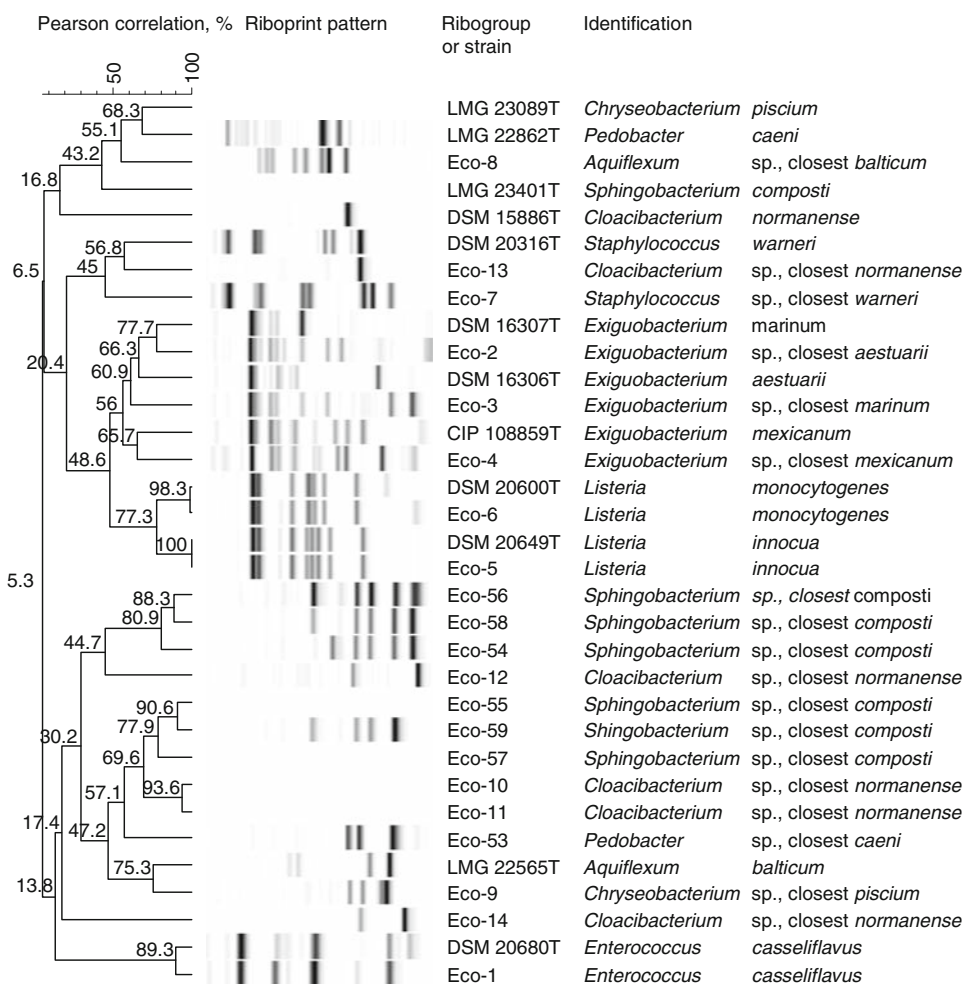 Pearson correlation, % Riboprint pattern Ribogroup or strain Identification
50 100
68.3 LMG 23089T Chryseobacterium piscium
55.1 LMG 22862T Pedobacter caeni
43.2 Eco-8 Aquiflexum sp., closest balticum
16.8 LMG 23401T Sphingobacterium composti
DSM 15886T Cloacibacterium normanense
56.8 DSM 20316T Staphylococcus warneri
6.5 45 Eco-13 Cloacibacterium sp., closest normanense
Eco-7 Staphylococcus sp., closest warneri
77.7 DSM 16307T Exiguobacterium marinum
66.3 Eco-2 Exiguobacterium sp., closest aestuarii
20.4 60.9 DSM 16306T Exiguobacterium aestuarii
56 Eco-3 Exiguobacterium sp., closest marinum
65.7 CIP 108859T Exiguobacterium mexicanum
48.6 Eco-4 Exiguobacterium sp., closest mexicanum
98.3 DSM 20600T Listeria monocytogenes
77.3 Eco-6 Listeria monocytogenes
100 DSM 20649T Listeria innocua
5.3 Eco-5 Listeria innocua
88.3 Eco-56 Sphingobacterium sp., closest composti
80.9 Eco-58 Sphingobacterium sp., closest composti
44.7 Eco-54 Sphingobacterium sp., closest composti
Eco-12 Cloacibacterium sp., closest normanense
90.6 Eco-55 Sphingobacterium sp., closest composti
30.2 77.9 Eco-59 Shingobacterium sp., closest composti
69.6 Eco-57 Sphingobacterium sp., closest composti
57.1 93.6 Eco-10 Cloacibacterium sp., closest normanense
Eco-11 Cloacibacterium sp., closest normanense
17.4 47.2 Eco-53 Pedobacter sp., closest caeni
75.3 LMG 22565T Aquiflexum balticum
13.8 Eco-9 Chryseobacterium sp., closest piscium
Eco-14 Cloacibacterium sp., closest normanense
89.3 DSM 20680T Enterococcus casseliflavus
Eco-1 Enterococcus casseliflavus